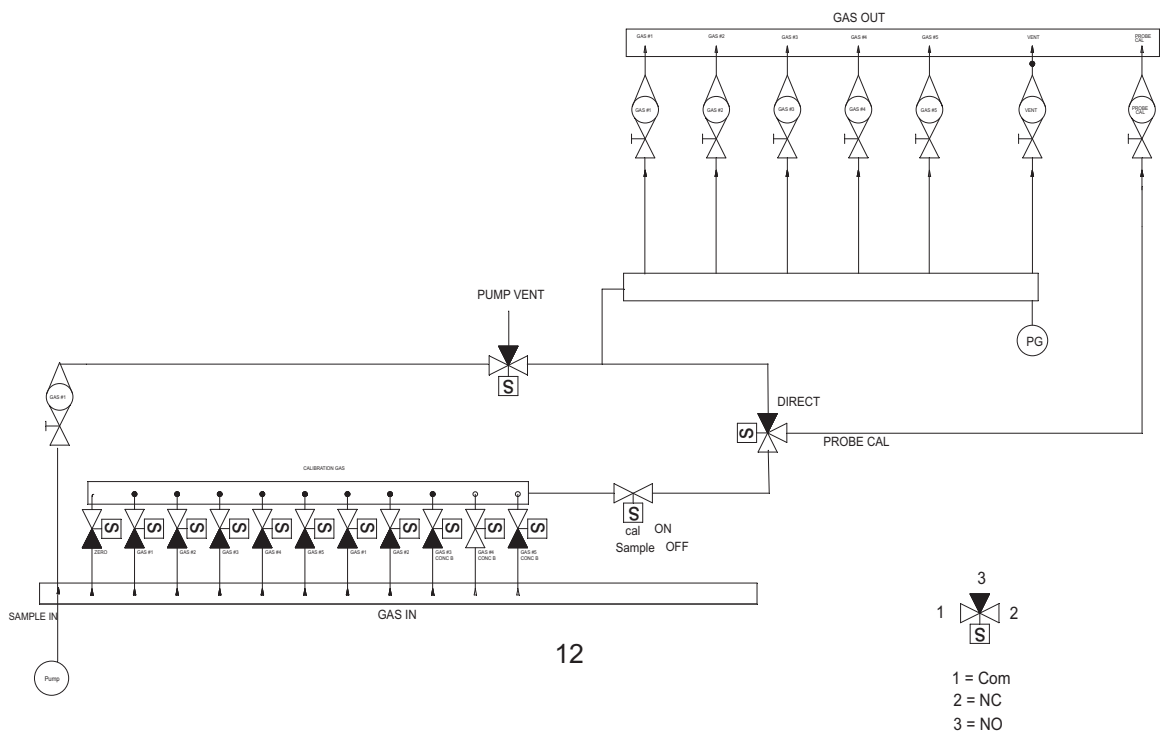 GAS OUT
GAS #1
GAS #2
GAS #3
GAS #4
GAS #5
VENT
PROBE
CAL
GAS #1
GAS #2
GAS #3
GAS #4
GAS #5
VENT
PROBE
CAL
PUMP VENT
S
PG
GAS #1
DIRECT
S
PROBE CAL
CALIBRATION GAS
S
S
S
S
S
S
S
S
S
S
S
S
cal ON
Sample OFF
ZERO
GAS #1
GAS #2
GAS #3
GAS #4
GAS #5
GAS #1
GAS #2
GAS #3
CONC B
GAS #4
CONC B
GAS #5
CONC B
SAMPLE IN
GAS IN
Pump
12
3
1
2
S
1 = Com
2 = NC
3 = NO